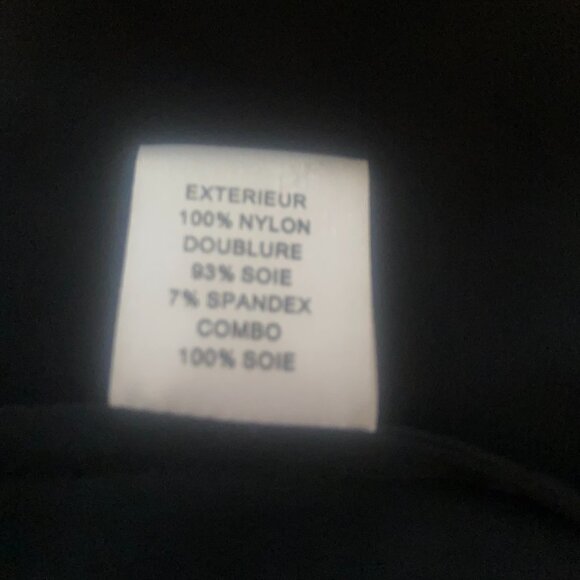 EXTERIEUR
100% NYLON
DOUBLURE
93% SOIE
7% SPANDEX
COMBO
100% SOIE